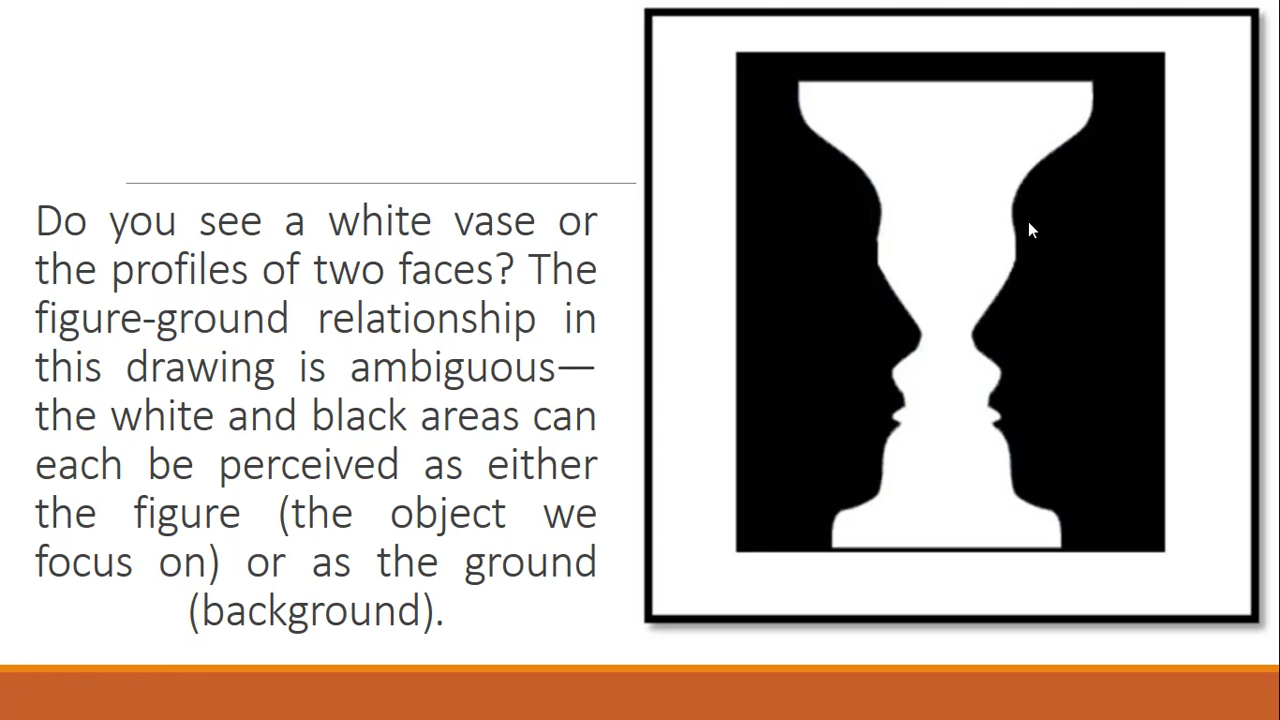 Do you see a white vase or
the profiles of two faces? The
figure-ground relationship in
this drawing is ambiguous—
the white and black areas can
each be perceived as either
the figure (the object we
focus on) or as the ground
(background).